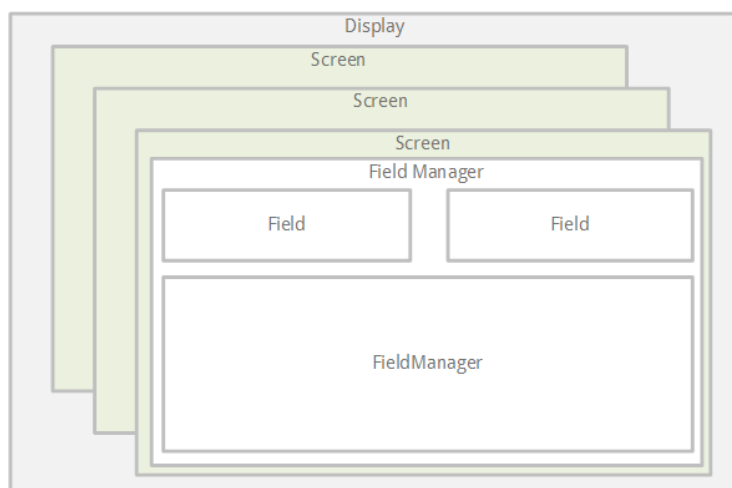 Display
Screen
Screen
Screen
Field Manager
Field
Field
FieldManager